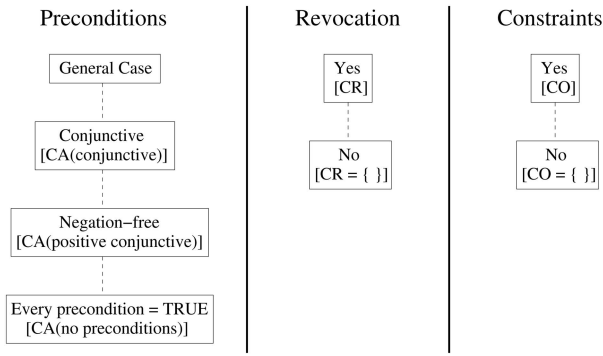 Preconditions
General Case
Conjunctive
[CA(conjunctive)]
Negation−free
[CA(positive conjunctive)]
Every precondition = TRUE
[CA(no preconditions)]
Revocation
Yes
[CR]
No
[CR = { }]
Constraints
Yes
[CO]
No
[CO = { }]